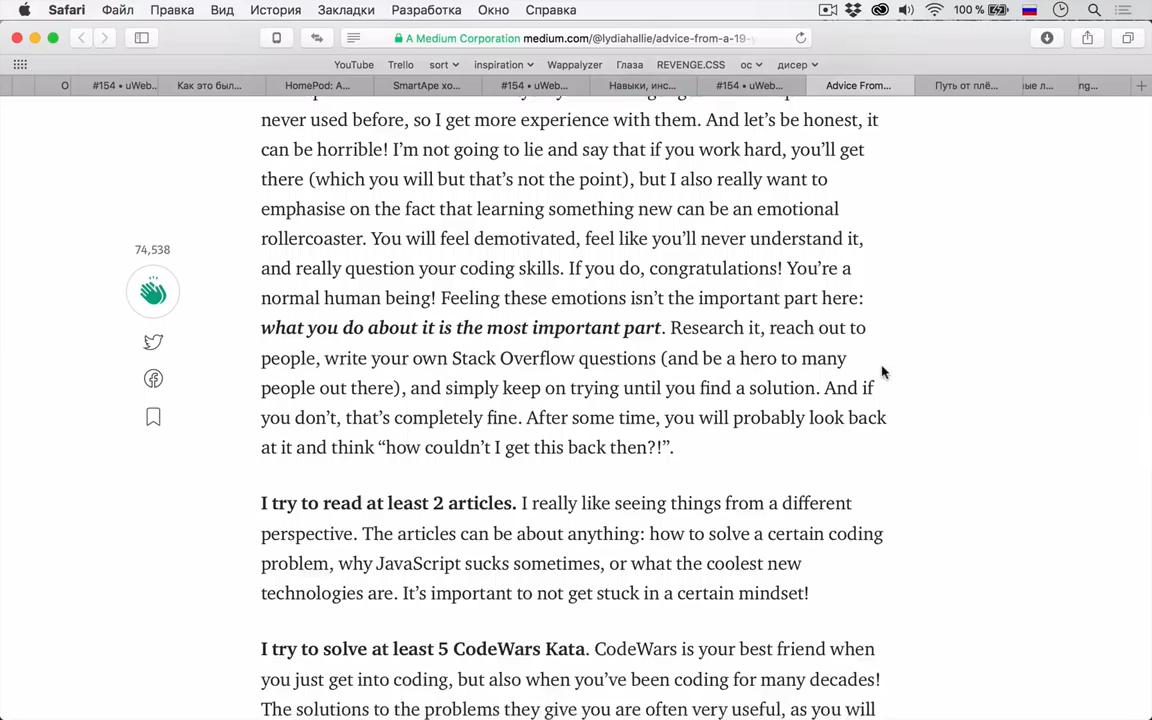 Safari Файл Правка Вид История Закладки Разработка Окно Справка 100 %
A Medium Corporation medium.com/@lydiahallie/advice-from-a-19-
YouTube Trello sort inspiration Wappalyzer Глаза REVENGE.CSS ос дисер
О #154 • uWeb.. Как это был... HomePod: A... SmartApe хо... #154 • uWeb... Навыки, инс... #154 • uWeb... Advice From... Путь от плё... ые л... ng...
never used before, so I get more experience with them. And let's be honest, it
can be horrible! I'm not going to lie and say that if you work hard, you'll get
there (which you will but that's not the point), but I also really want to
emphasise on the fact that learning something new can be an emotional
rollercoaster. You will feel demotivated, feel like you'll never understand it,
and really question your coding skills. If you do, congratulations! You're a
normal human being! Feeling these emotions isn't the important part here:
what you do about it is the most important part. Research it, reach out to
people, write your own Stack Overflow questions (and be a hero to many
people out there), and simply keep on trying until you find a solution. And if
you don't, that's completely fine. After some time, you will probably look back
at it and think “how couldn't I get this back then?!”.
74,538
I try to read at least 2 articles. I really like seeing things from a different
perspective. The articles can be about anything: how to solve a certain coding
problem, why JavaScript sucks sometimes, or what the coolest new
technologies are. It's important to not get stuck in a certain mindset!
I try to solve at least 5 CodeWars Kata. CodeWars is your best friend when
you just get into coding, but also when you've been coding for many decades!
The solutions to the problems they give you are often very useful, as you will